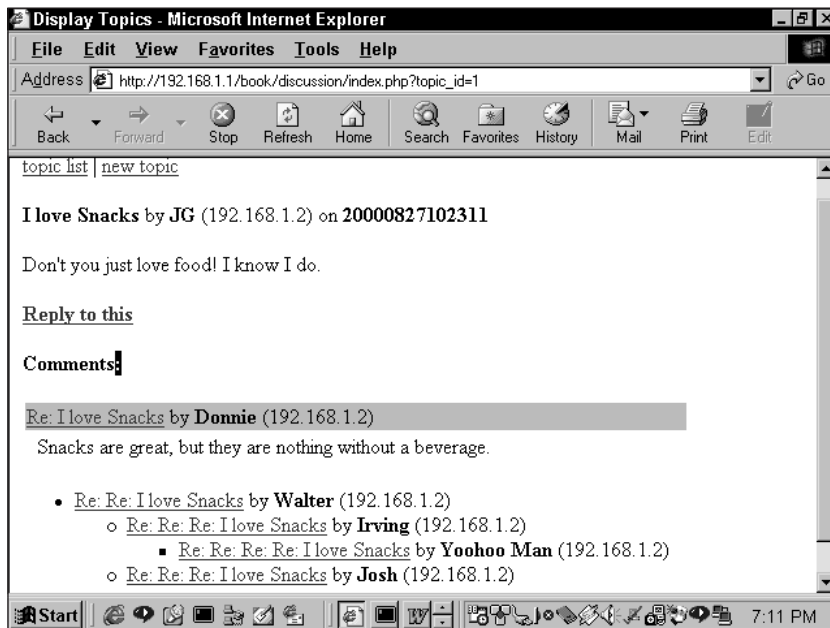 Display Topics - Microsoft Internet Explorer
File Edit View Favorites Tools Help
Address http://192.168.1.1/book/discussion/index.php?topic_id=1 Go
Back Forward Stop Refresh Home Search Favorites History Mail Print Edit
topic list | new topic
I love Snacks by JG (192.168.1.2) on 20000827102311
Don't you just love food! I know I do.
Reply to this
Comments:
Re: I love Snacks by Donnie (192.168.1.2)
Snacks are great, but they are nothing without a beverage.
• Re: Re: I love Snacks by Walter (192.168.1.2)
o Re: Re: Re: I love Snacks by Irving (192.168.1.2)
▪ Re: Re: Re: Re: I love Snacks by Yoohoo Man (192.168.1.2)
o Re: Re: Re: I love Snacks by Josh (192.168.1.2)
Start 7:11 PM